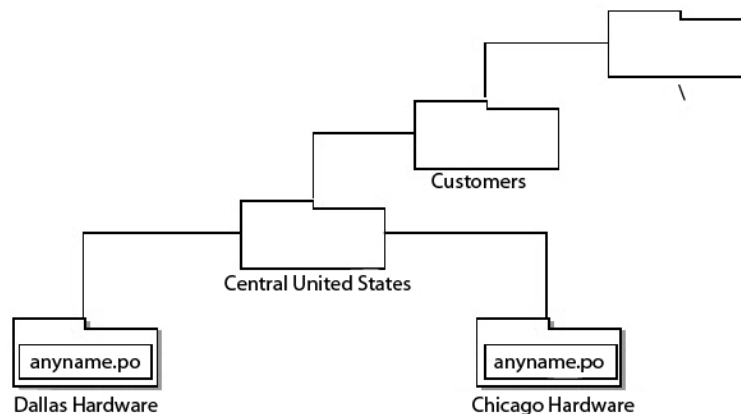 \
Customers
Central United States
anyname.po
anyname.po
Dallas Hardware
Chicago Hardware